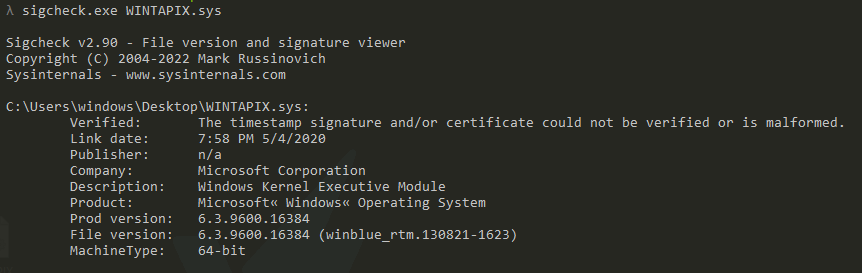 λ sigcheck.exe WINTAPIX.sys
Sigcheck v2.90 - File version and signature viewer
Copyright (C) 2004-2022 Mark Russinovich
Sysinternals - www.sysinternals.com
C:\Users\windows\Desktop\WINTAPIX.sys:
Verified: The timestamp signature and/or certificate could not be verified or is malformed.
Link date: 7:58 PM 5/4/2020
Publisher: n/a
Company: Microsoft Corporation
Description: Windows Kernel Executive Module
Product: Microsoft« Windows« Operating System
Prod version: 6.3.9600.16384
File version: 6.3.9600.16384 (winblue_rtm.130821-1623)
MachineType: 64-bit